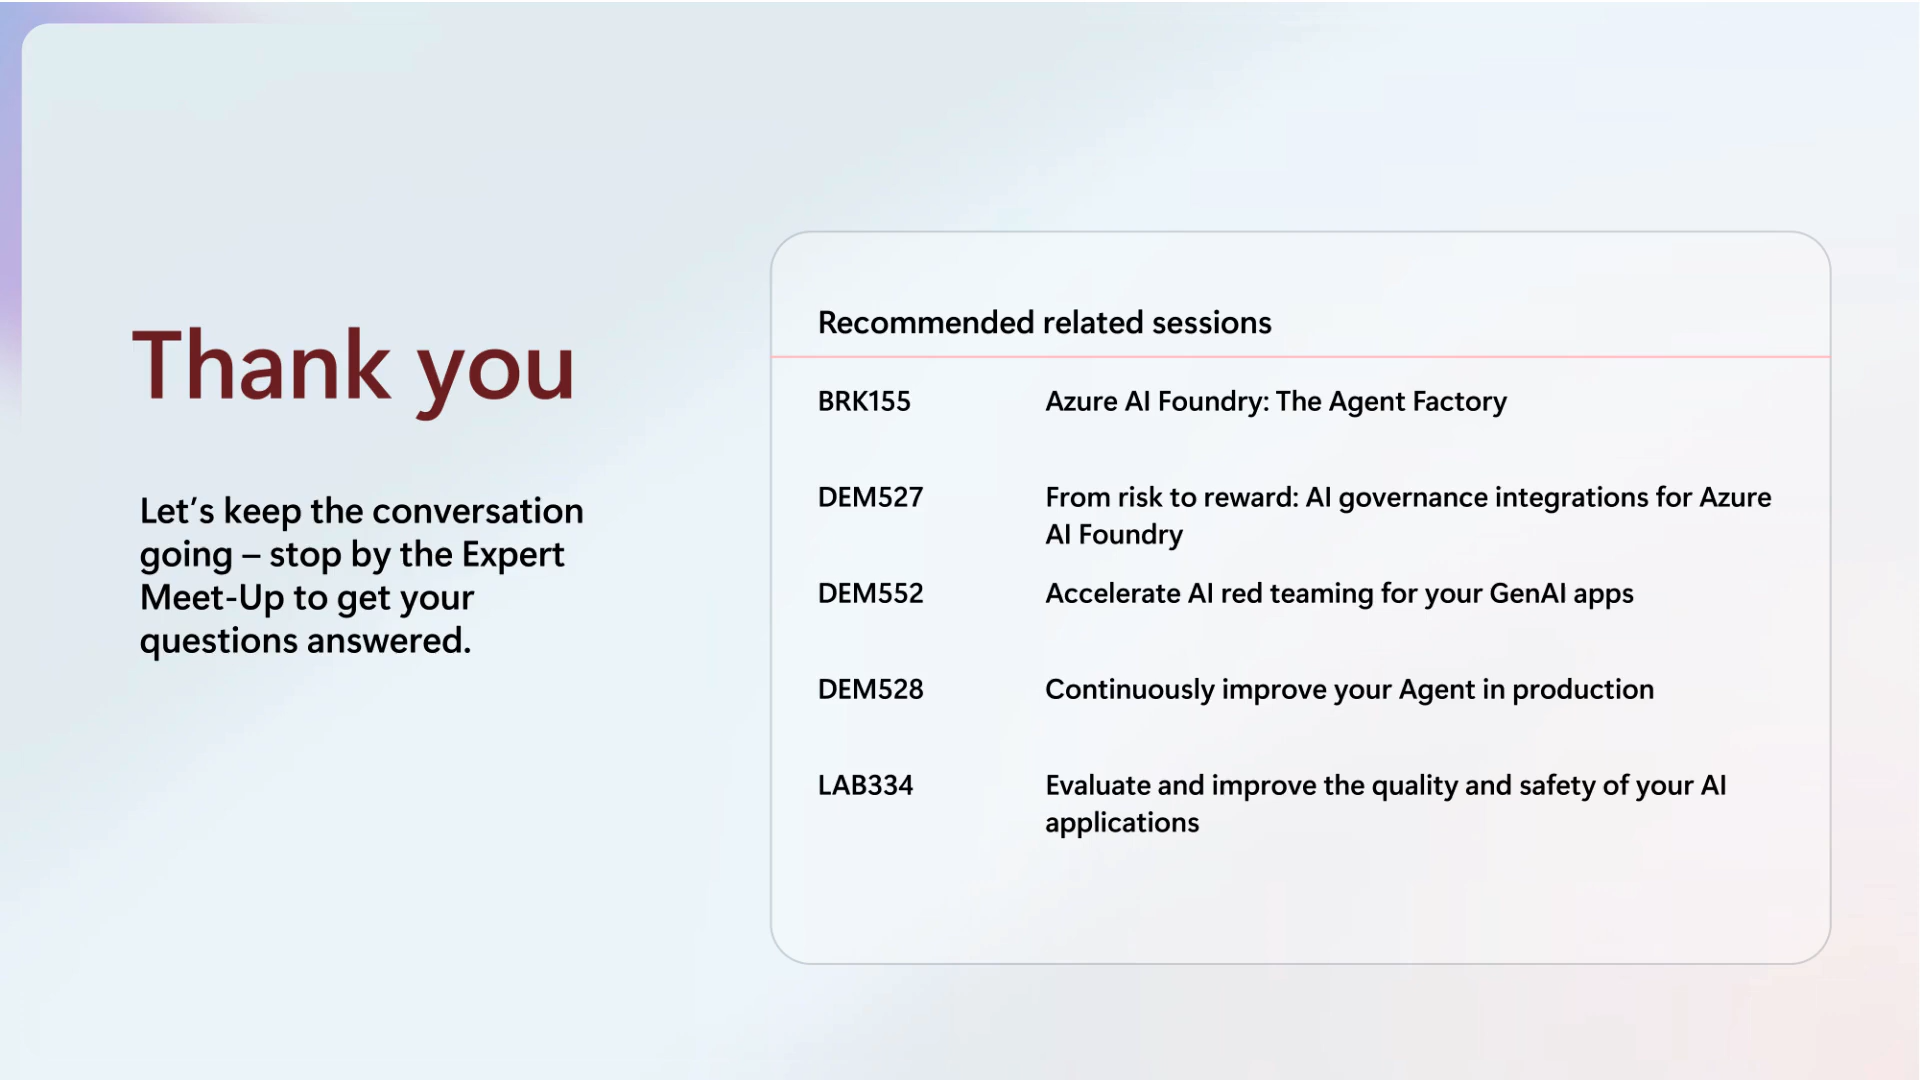 Thank you
Let’s keep the conversation
going – stop by the Expert
Meet-Up to get your
questions answered.
Recommended related sessions
BRK155 Azure AI Foundry: The Agent Factory
DEM527 From risk to reward: AI governance integrations for Azure
AI Foundry
DEM552 Accelerate AI red teaming for your GenAI apps
DEM528 Continuously improve your Agent in production
LAB334 Evaluate and improve the quality and safety of your AI
applications